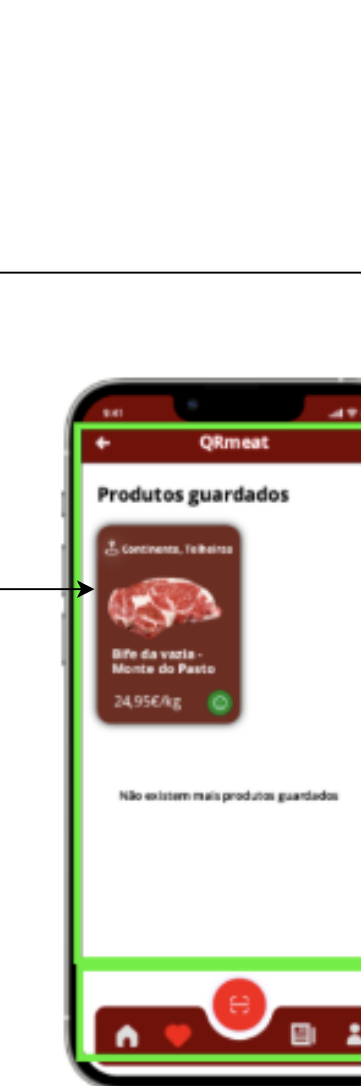 9:41
QRmeat
Produtos guardados
Continente, Telheiras
Bife da vazia -
Monte do Pasto
24,95€/kg
Não existem mais produtos guardados